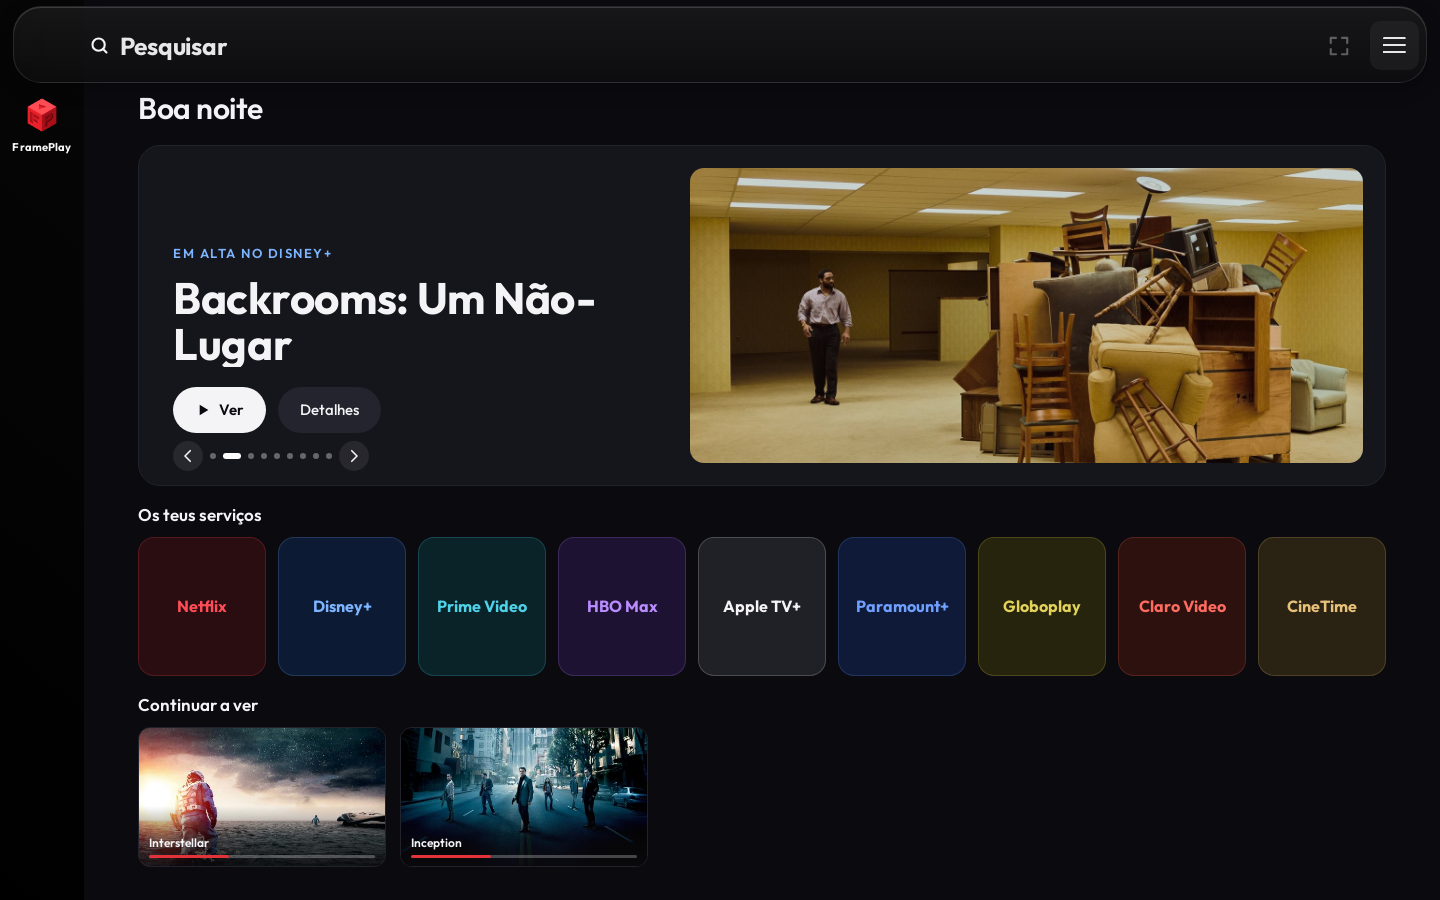 Pesquisar
FramePlay
Boa noite
EM ALTA NO DISNEY+
Backrooms: Um Não-
Lugar
Ver
Detalhes
Os teus serviços
Netflix
Disney+
Prime Video
HBO Max
Apple TV+
Paramount+
Globoplay
Claro Video
CineTime
Continuar a ver
Interstellar
Inception